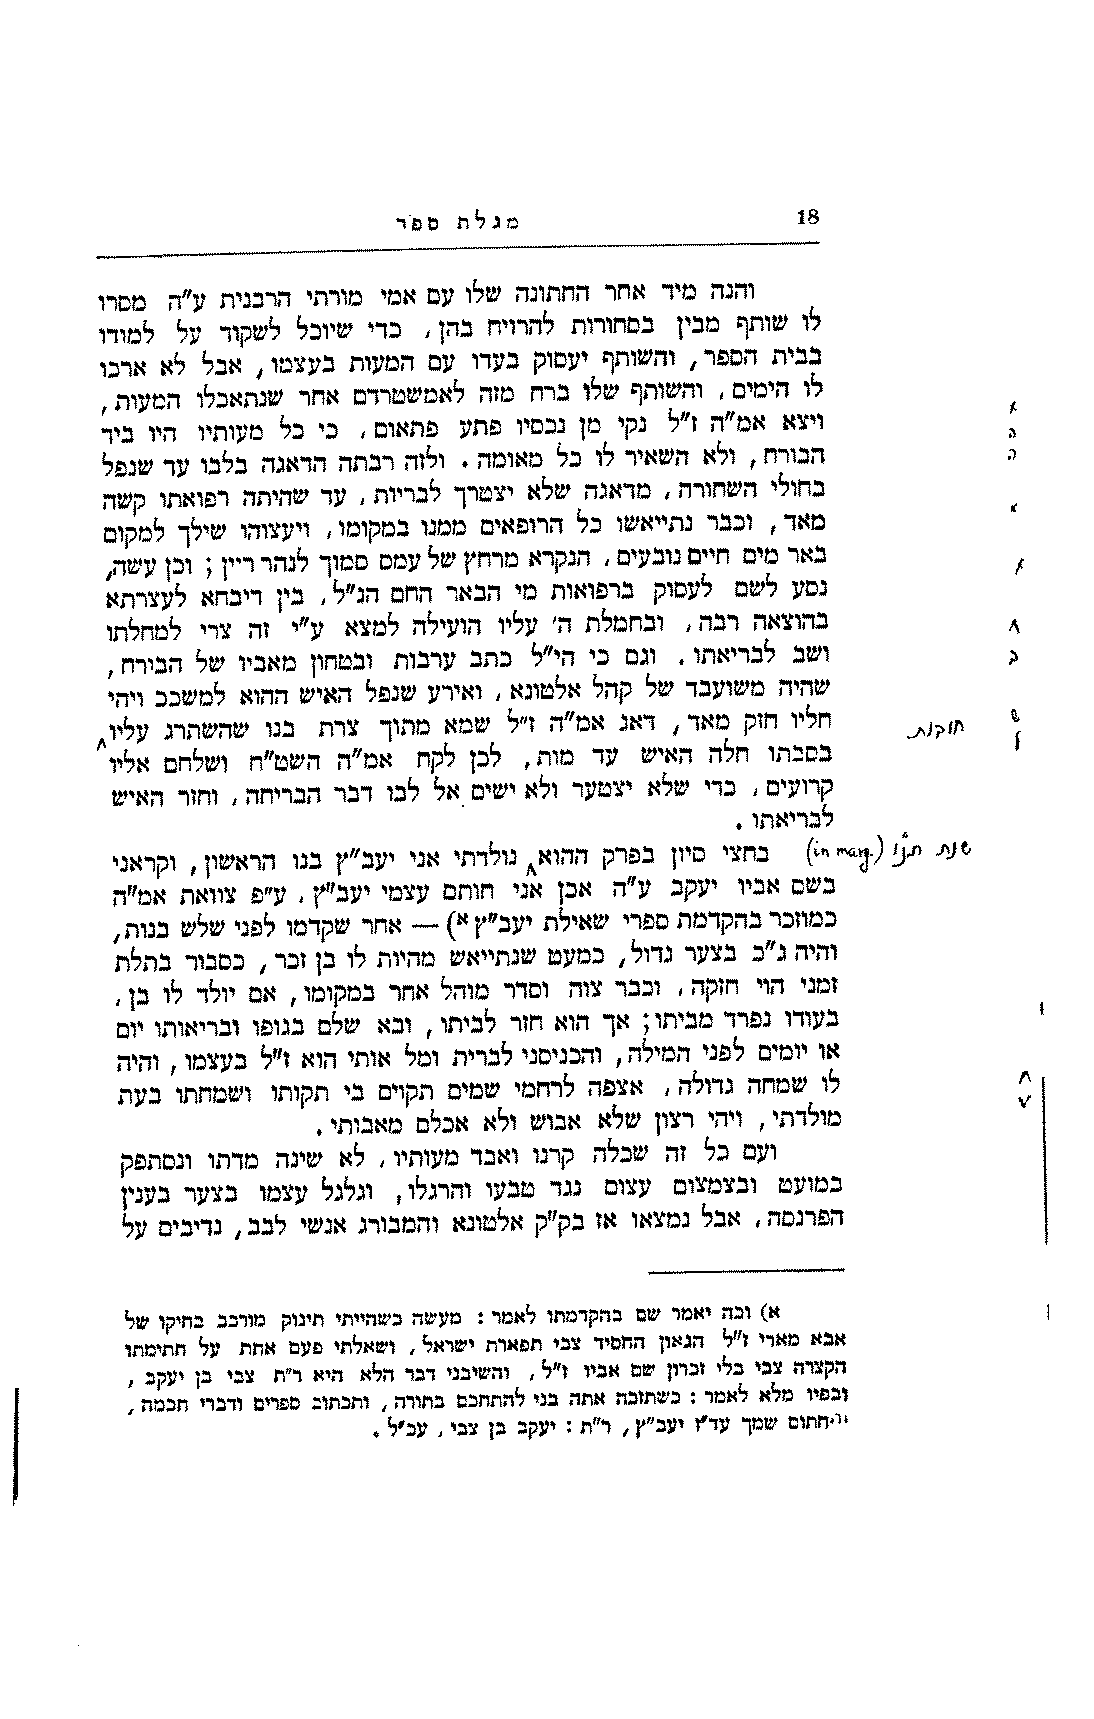 18
מגלת ספר
והנה מיד אחר החתונה שלו עם אמי מורתי הרבנית ע"ה מסרו
לו שותף מבין בסחורות להרויח בהן, כדי שיוכל לשקוד על למודו
בבית הספר, והשותף יעסוק בעדו עם המעות בעצמו, אבל לא ארכו
לו הימים, והשותף שלו ברח מזה לאמשטרדם אחר שנתאכלו המעות,
ויצא אמ"ה ז"ל נקי מן נכסיו פתע פתאום, כי כל מעותיו היו ביד
הבורח, ולא השאיר לו כל מאומה. ולזה רבתה הדאגה בלבו עד שנפל
בחולי השחורה, מדאגה שלא יצטרך לבריות, עד שהיתה רפואתו קשה
מאד, וכבר נתייאשו כל הרופאים ממנו במקומו, ויעצוהו שילך למקום
באר מים חיים נובעים, הנקרא מרחץ של עמס סמוך לנהר ריין; וכן עשה,
נסע לשם לעסוק ברפואות מי הבאר החם הנ"ל, בין דיבחא לעצרתא
בהוצאה רבה, ובחמלת ה' עליו הועילה למצא ע"י זה צרי למחלתו
ושב לבריאתו. וגם כי הי"ל כתב ערבות ובטחון מאביו של הבורח,
שהיה משועבד של קהל אלטונא, ואירע שנפל האיש ההוא למשכב ויהי
חליו חזק מאד, דאג אמ"ה ז"ל שמא מתוך צרת בנו שהשתרג עליו
חובות
בסבתו חלה האיש עד מות, לכן לקח אמ"ה השט"ח ושלחם אליו
קרועים, כדי שלא יצטער ולא ישים אל לבו דבר הבריחה, וחזר האיש
לבריאתו.
שנת תנ"ו (in marg.)
בחצי סיון בפרק ההוא נולדתי אני יעב"ץ בנו הראשון, וקראני
בשם אביו יעקב ע"ה אכן אני חותם עצמי יעב"ץ, ע"פ צוואת אמ"ה
כמוזכר בהקדמת ספרי שאילת יעב"ץ א) — אחר שקדמו לפני שלש בנות,
והיה ג"כ בצער גדול, כמעט שנתייאש מהיות לו בן זכר, כסבור בתלת
זמני הוי חזקה, וכבר צוה וסדר מוהל אחר במקומו, אם יולד לו בן,
בעודו נפרד מביתו; אך הוא חזר לביתו, ובא שלם בגופו ובריאותו יום
או יומים לפני המילה, והכניסני לברית ומל אותי הוא ז"ל בעצמו, והיה
לו שמחה גדולה, אצפה לרחמי שמים תקוים בי תקותו ושמחתו בעת
מולדתי, ויהי רצון שלא אבוש ולא אכלם מאבותי.
ועם כל זה שכלה קרנו ואבד מעותיו, לא שינה מדתו ונסתפק
במועט ובצמצום עצום נגד טבעו והרגלו, וגלגל עצמו בצער בענין
הפרנסה, אבל נמצאו אז בק"ק אלטונא והמבורג אנשי לבב, נדיבים על
א) וכה יאמר שם בהקדמתו לאמר: מעשה כשהייתי תינוק מורכב בחיקו של
אבא מארי ז"ל הגאון החסיד צבי תפארת ישראל, ושאלתי פעם אחת על חתימתו
הקצרה צבי בלי זכרון שם אביו ז"ל, והשיבני דבר הלא היא ר"ת צבי בן יעקב,
ובפיו מלא לאמר: כשתזכה אתה בני להתחכם בתורה, ותכתוב ספרים ודברי חכמה,
חתום שמך עד"ז יעב"ץ, ר"ת: יעקב בן צבי, עכ"ל.